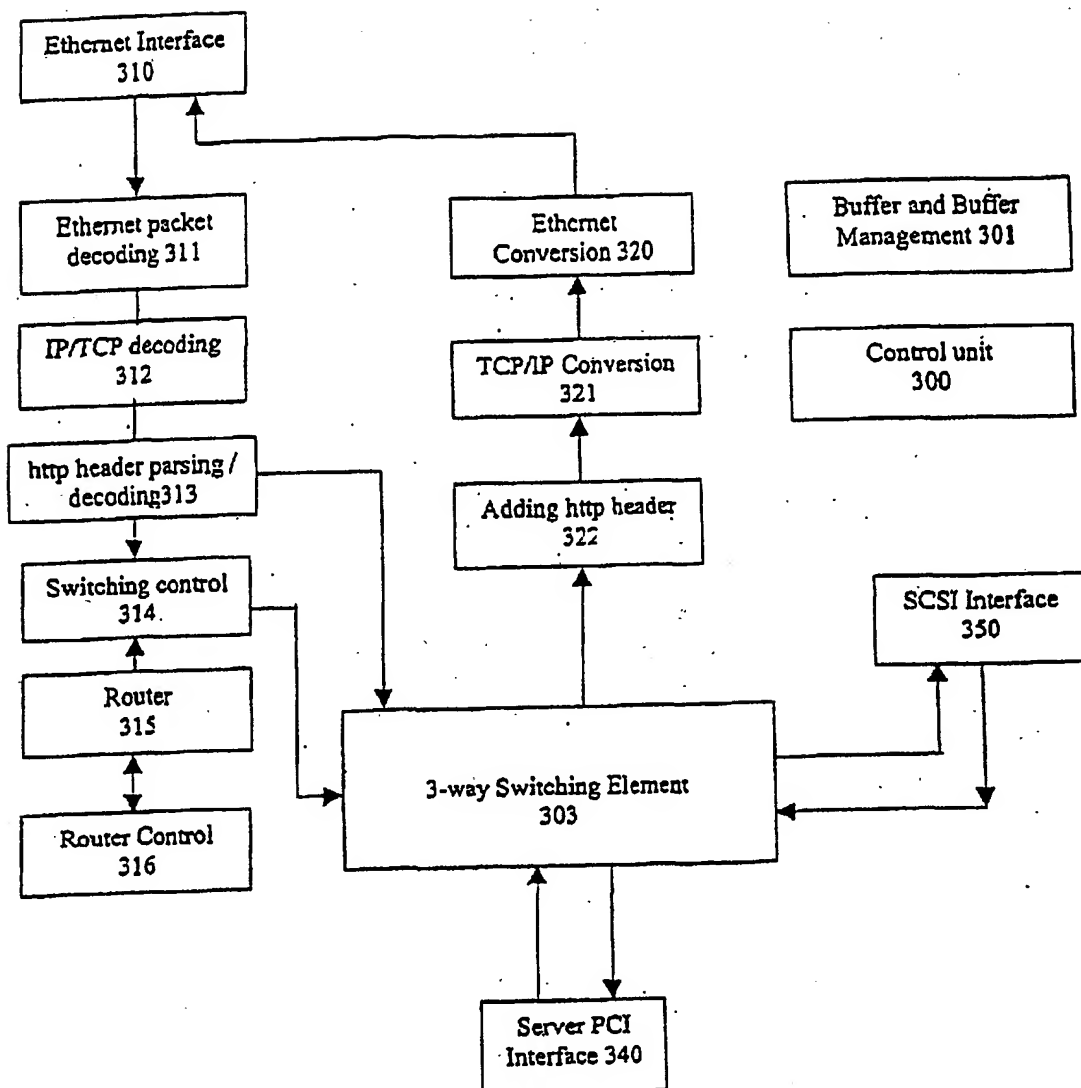 Ethernet Interface
310
Ethernet packet
decoding 311
Ethernet
Conversion 320
Buffer and Buffer
Management 301
IP/TCP decoding
312
TCP/IP Conversion
321
Control unit
300
http header parsing /
decoding313
Adding http header
322
Switching control
314.
SCSI Interface
350
Router
315
3-way Switching Element
303
Router Control
316
Server PCI
Interface 340